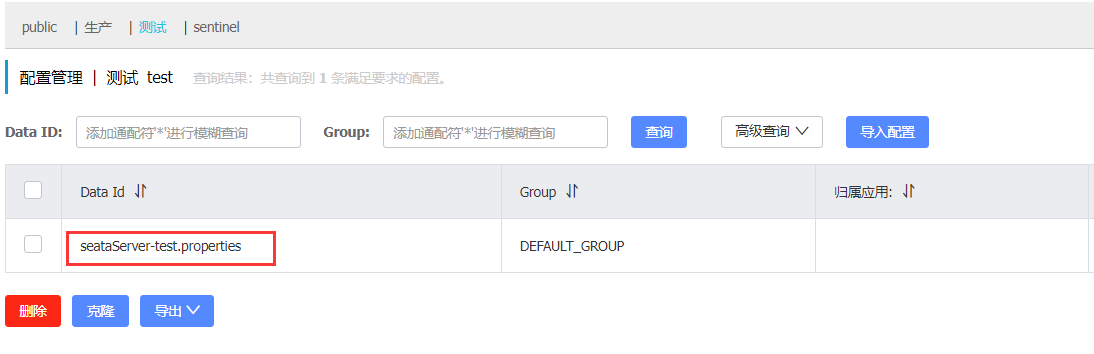 public | 生产 | 测试 | sentinel
配置管理 | 测试 test 查询结果：共查询到 1 条满足要求的配置。
Data ID: 添加通配符'*'进行模糊查询 Group: 添加通配符'*'进行模糊查询 查询 高级查询 导入配置
Data Id Group 归属应用:
seataServer-test.properties DEFAULT_GROUP
删除 克隆 导出